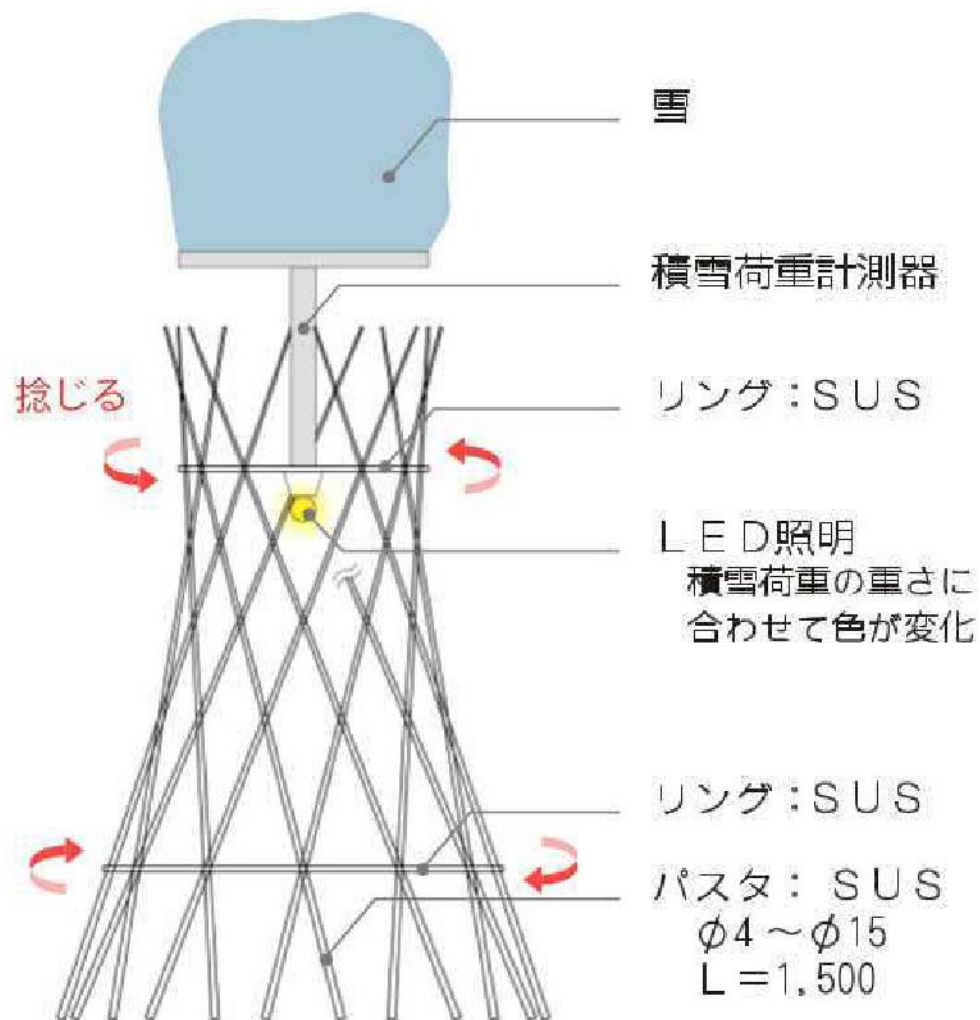 雪
積雪荷重計測器
捻じる
リング：ＳＵＳ
ＬＥＤ照明
積雪荷重の重さに
合わせて色が変化
リング：ＳＵＳ
パスタ： ＳＵＳ
φ4～φ15
Ｌ＝1,500